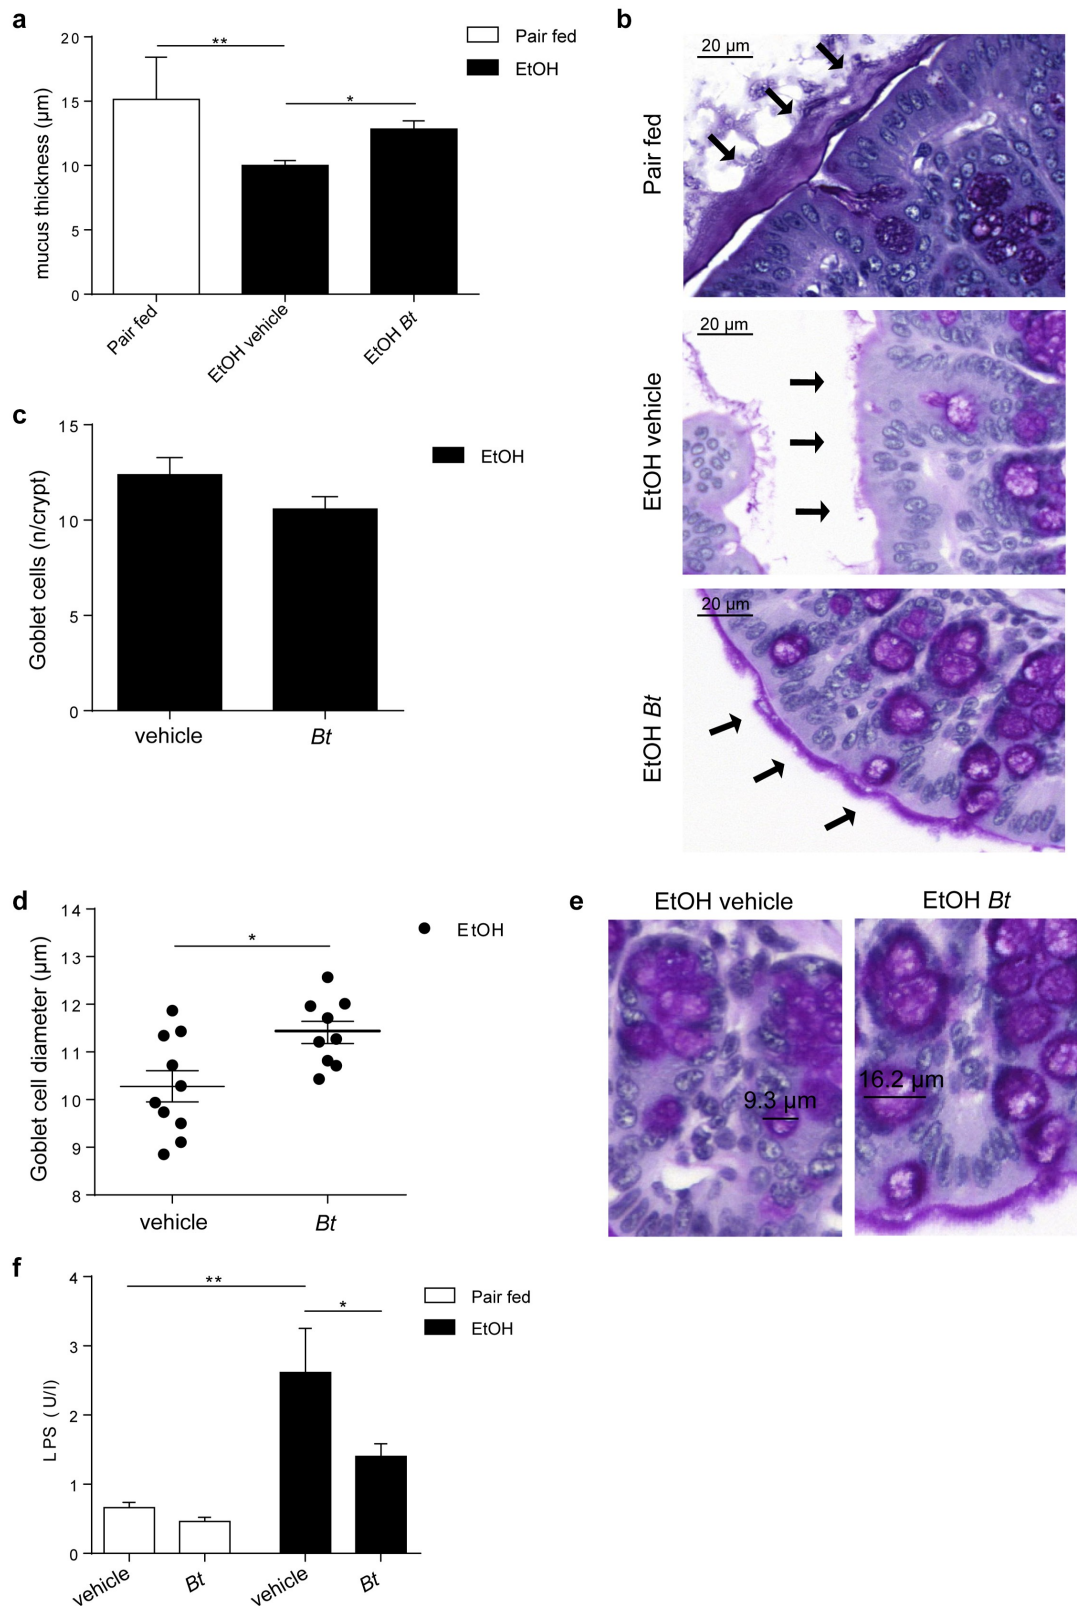 a
20
15
10
5
0
mucus thickness (µm)
**
*
Pair fed
EtOH
Pair fed
EtOH vehicle
EtOH Bt
b
20 µm
Pair fed
20 µm
EtOH vehicle
20 µm
EtOH Bt
c
15
10
5
0
Goblet cells (n/crypt)
EtOH
vehicle
Bt
d
14
13
12
11
10
9
8
Goblet cell diameter (µm)
*
EtOH
vehicle
Bt
e
EtOH vehicle
EtOH Bt
9.3 µm
16.2 µm
f
4
3
2
1
0
LPS (U/l)
**
*
Pair fed
EtOH
vehicle
Bt
vehicle
Bt